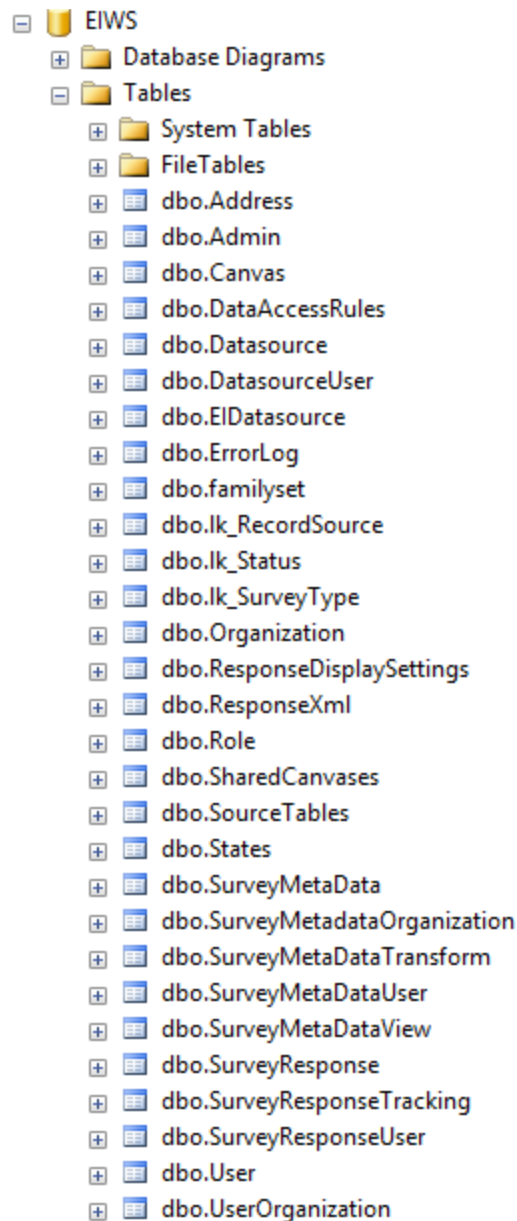 EIWS
Database Diagrams
Tables
System Tables
FileTables
dbo.Address
dbo.Admin
dbo.Canvas
dbo.DataAccessRules
dbo.Datasource
dbo.DatasourceUser
dbo.EIDatasource
dbo.ErrorLog
dbo.familyset
dbo.lk_RecordSource
dbo.lk_Status
dbo.lk_SurveyType
dbo.Organization
dbo.ResponseDisplaySettings
dbo.ResponseXml
dbo.Role
dbo.SharedCanvases
dbo.SourceTables
dbo.States
dbo.SurveyMetaData
dbo.SurveyMetadataOrganization
dbo.SurveyMetaDataTransform
dbo.SurveyMetaDataUser
dbo.SurveyMetaDataView
dbo.SurveyResponse
dbo.SurveyResponseTracking
dbo.SurveyResponseUser
dbo.User
dbo.UserOrganization